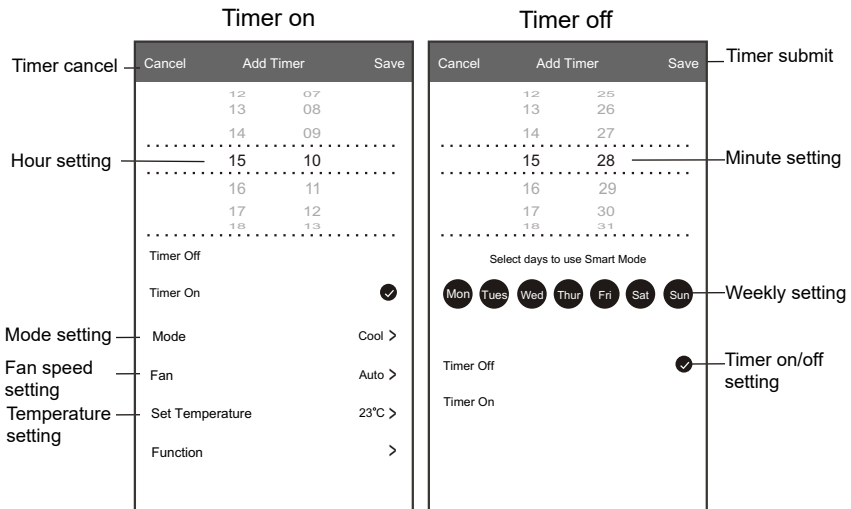 Timer on
Timer off
Timer cancel
Cancel Add Timer Save
Cancel Add Timer Save
Timer submit
12 07
13 08
14 09
15 10
16 11
17 12
18 13
12 25
13 26
14 27
15 28
16 29
17 30
18 31
Hour setting
Minute setting
Timer Off
Timer On
Mode setting
Mode Cool >
Fan speed
setting
Fan Auto >
Temperature
setting
Set Temperature 23°C >
Function >
Select days to use Smart Mode
Mon Tues Wed Thur Fri Sat Sun
Weekly setting
Timer Off
Timer On
Timer on/off
setting